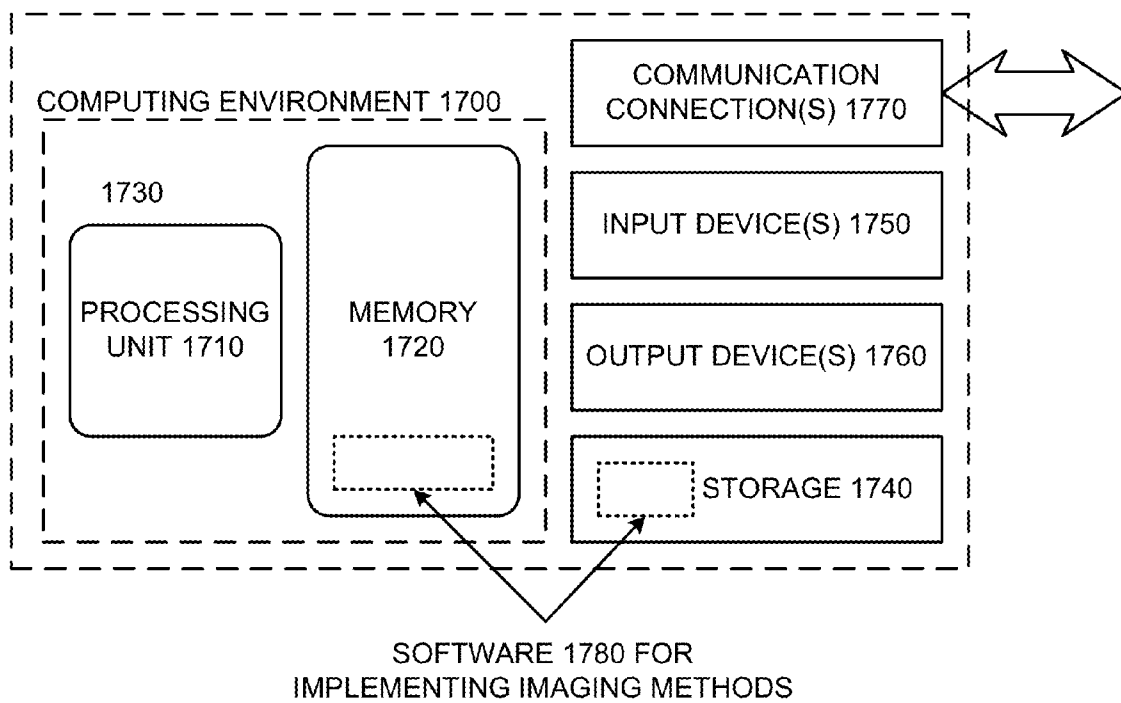 COMPUTING ENVIRONMENT 1700
1730
PROCESSING
UNIT 1710
MEMORY
1720
COMMUNICATION
CONNECTION(S) 1770
INPUT DEVICE(S) 1750
OUTPUT DEVICE(S) 1760
STORAGE 1740
SOFTWARE 1780 FOR
IMPLEMENTING IMAGING METHODS